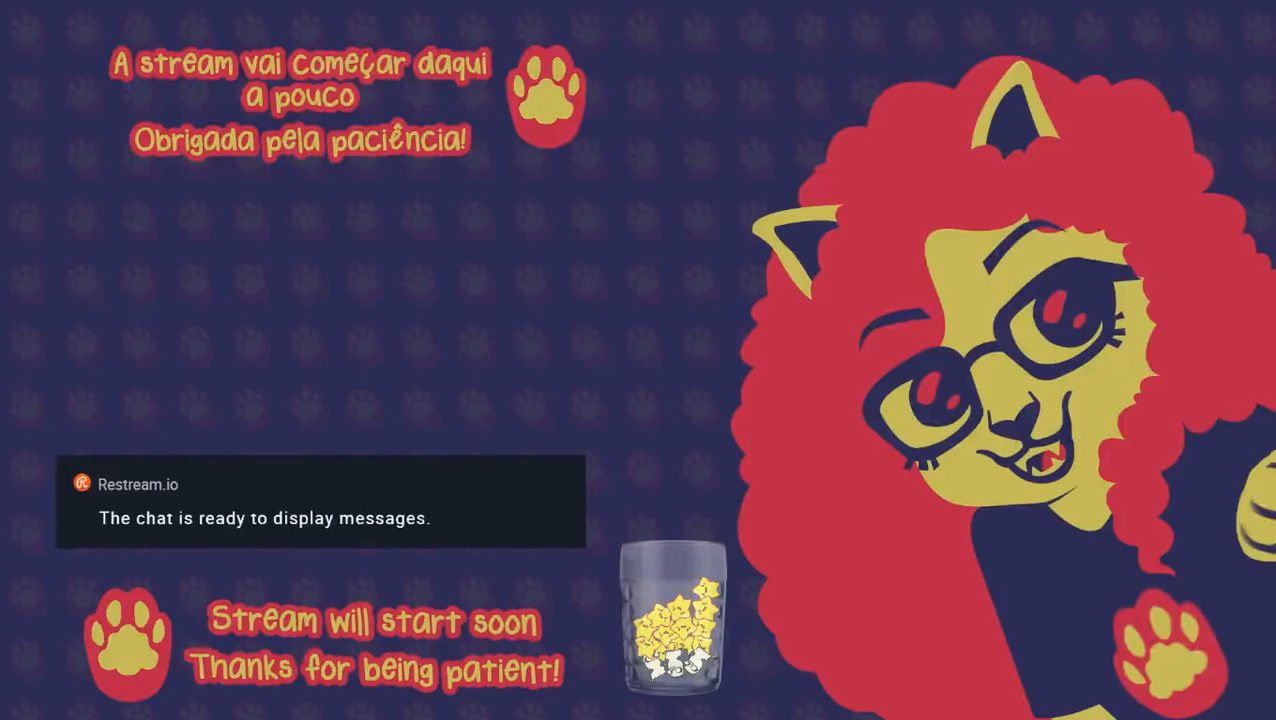 A stream vai começar daqui
a pouco
Obrigada pela paciência!
Restream.io
The chat is ready to display messages.
Stream will start soon
Thanks for being patient!